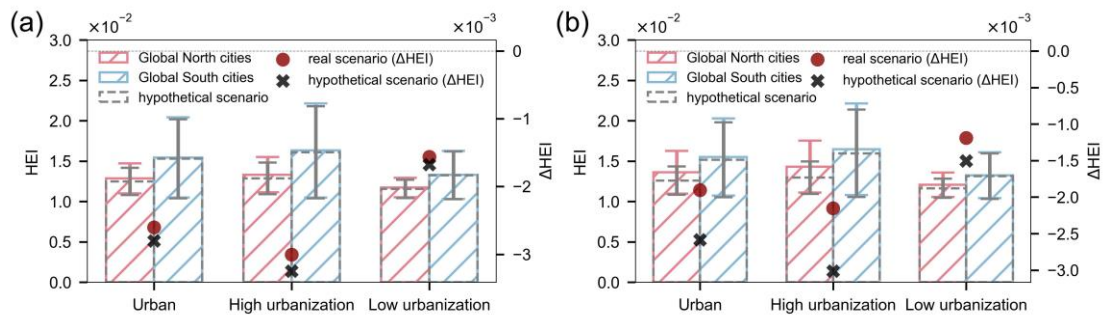 (a)
×10⁻²
×10⁻³
3.0
2.5
2.0
1.5
1.0
0.5
0.0
HEI
Global North cities
Global South cities
hypothetical scenario
real scenario (ΔHEI)
hypothetical scenario (ΔHEI)
0
−1
−2
−3
ΔHEI
Urban
High urbanization
Low urbanization
(b)
×10⁻²
×10⁻³
3.0
2.5
2.0
1.5
1.0
0.5
0.0
HEI
Global North cities
Global South cities
hypothetical scenario
real scenario (ΔHEI)
hypothetical scenario (ΔHEI)
0.0
−0.5
−1.0
−1.5
−2.0
−2.5
−3.0
ΔHEI
Urban
High urbanization
Low urbanization